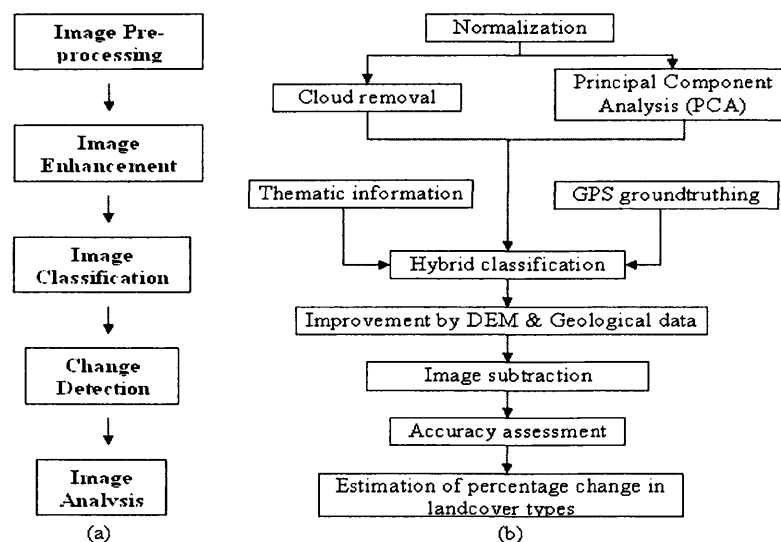 Image Pre-
processing
Image
Enhancement
Image
Classification
Change
Detection
Image
Analysis
(a)
Normalization
Cloud removal
Principal Component
Analysis (PCA)
Thematic information
GPS groundtruthing
Hybrid classification
Improvement by DEM & Geological data
Image subtraction
Accuracy assessment
Estimation of percentage change in
landcover types
(b)